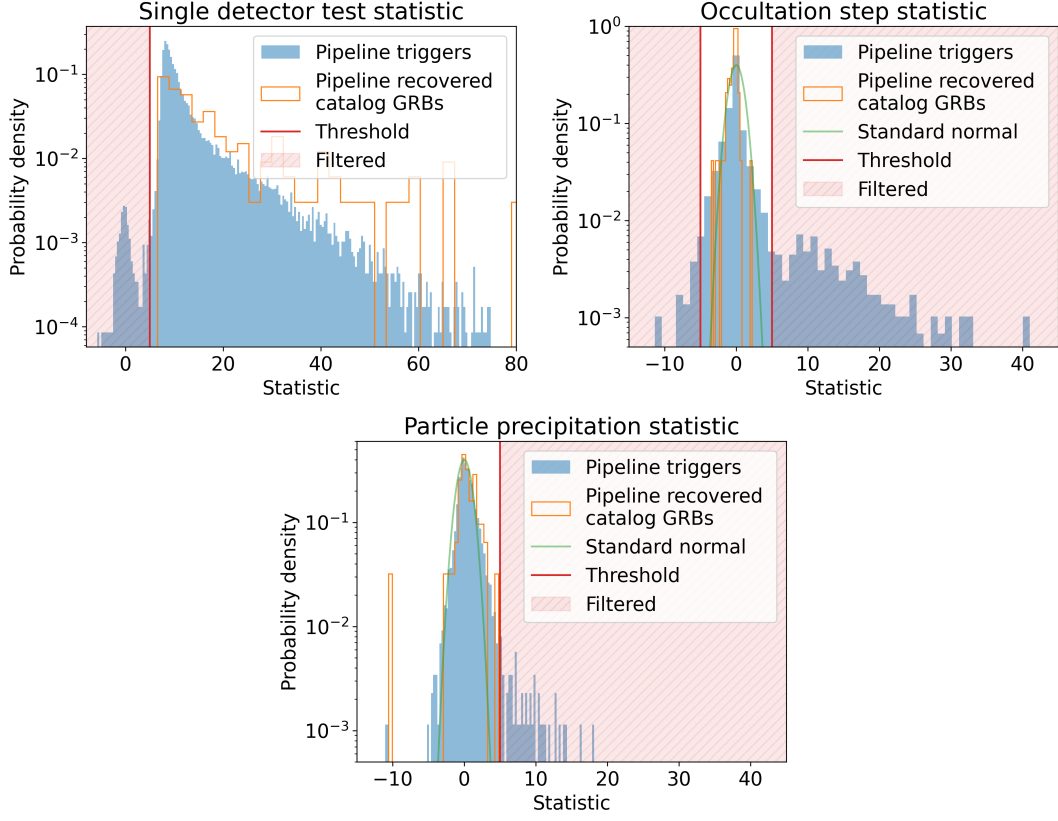 Single detector test statistic
Pipeline triggers
Pipeline recovered
catalog GRBs
Threshold
Filtered
Probability density
10⁻¹
10⁻²
10⁻³
10⁻⁴
0 20 40 60 80
Statistic
Occultation step statistic
Pipeline triggers
Pipeline recovered
catalog GRBs
Standard normal
Threshold
Filtered
Probability density
10⁰
10⁻¹
10⁻²
10⁻³
−10 0 10 20 30 40
Statistic
Particle precipitation statistic
Pipeline triggers
Pipeline recovered
catalog GRBs
Standard normal
Threshold
Filtered
Probability density
10⁻¹
10⁻²
10⁻³
−10 0 10 20 30 40
Statistic